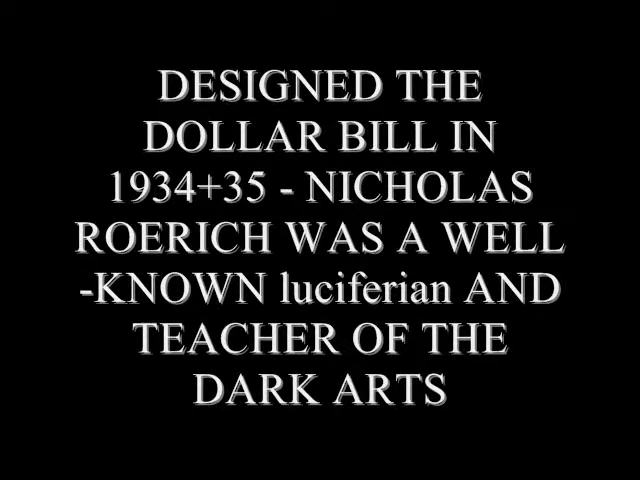 DESIGNED THE
DOLLAR BILL IN
1934+35 - NICHOLAS
ROERICH WAS A WELL
-KNOWN luciferian AND
TEACHER OF THE
DARK ARTS